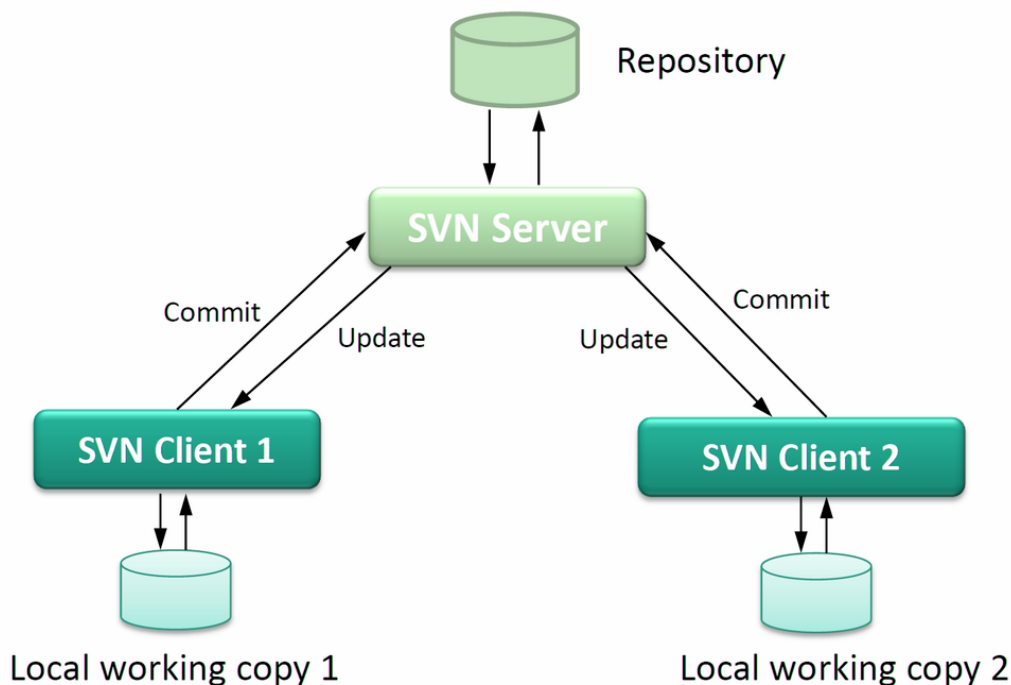 Repository
SVN Server
Commit
Update
Update
Commit
SVN Client 1
SVN Client 2
Local working copy 1
Local working copy 2